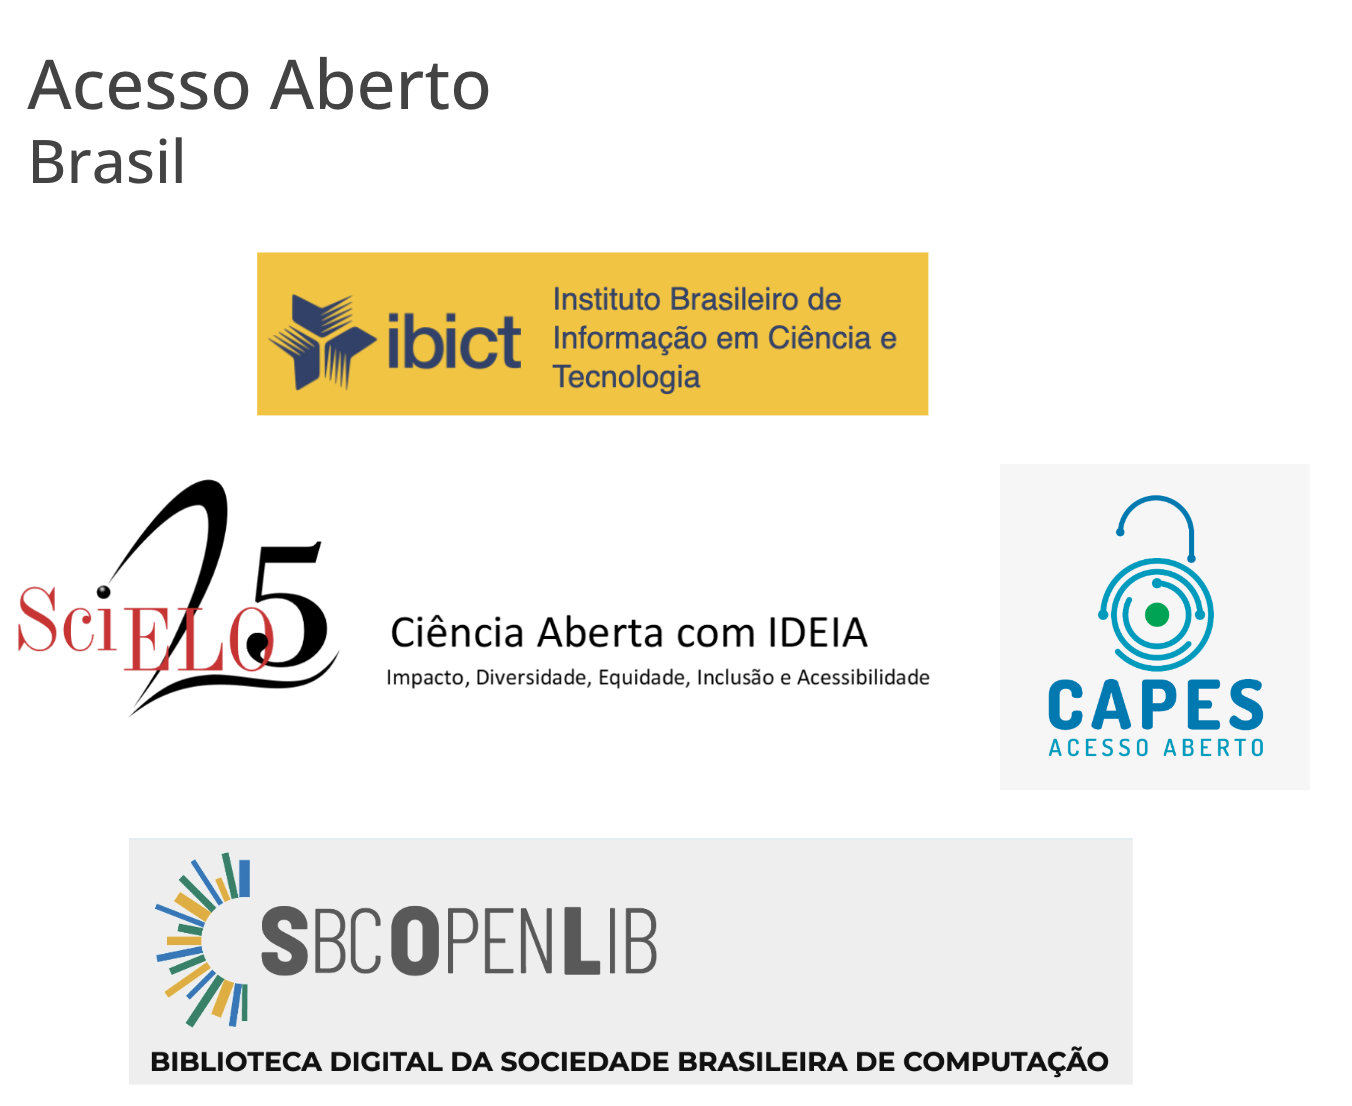 Acesso Aberto
Brasil
ibict
Instituto Brasileiro de
Informação em Ciência e
Tecnologia
SciELO 25
Ciência Aberta com IDEIA
Impacto, Diversidade, Equidade, Inclusão e Acessibilidade
CAPES
ACESSO ABERTO
SBCOPENLIB
BIBLIOTECA DIGITAL DA SOCIEDADE BRASILEIRA DE COMPUTAÇÃO